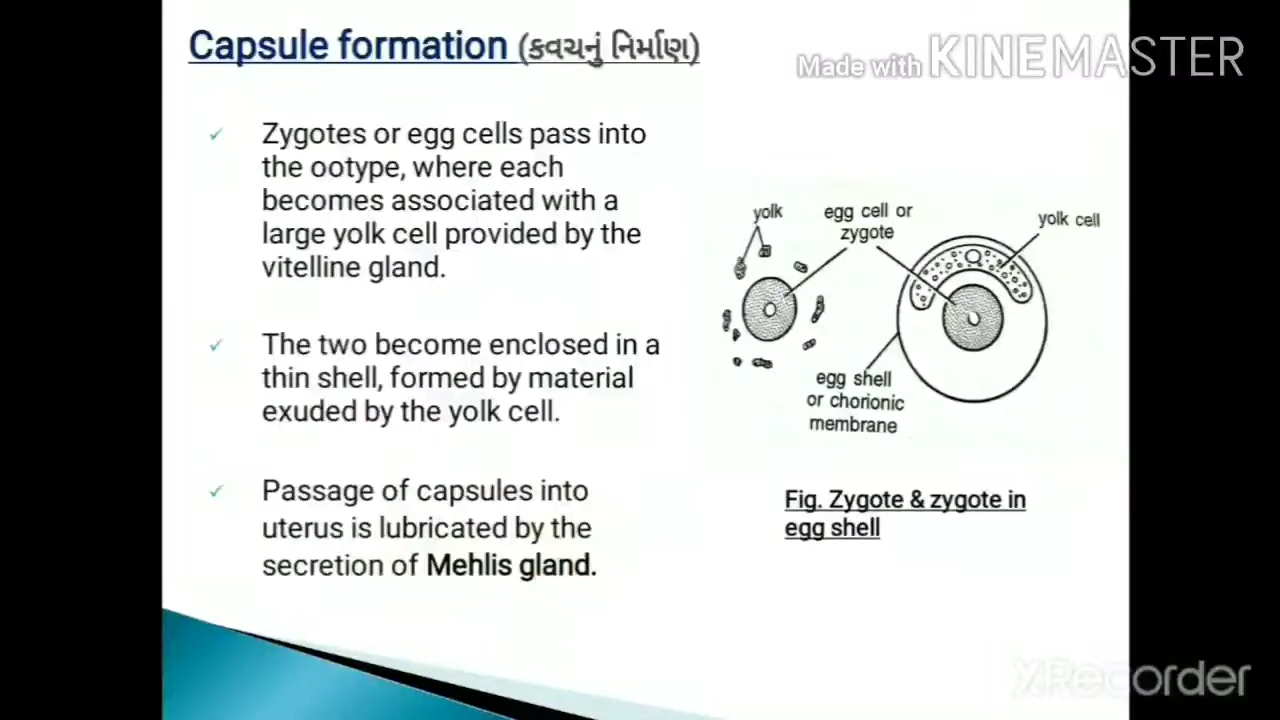 Capsule formation (કવચનું નિર્માણ)
Made with KINEMASTER
Zygotes or egg cells pass into
the ootype, where each
becomes associated with a
large yolk cell provided by the
vitelline gland.
The two become enclosed in a
thin shell, formed by material
exuded by the yolk cell.
Passage of capsules into
uterus is lubricated by the
secretion of Mehlis gland.
yolk
egg cell or
zygote
yolk cell
egg shell
or chorionic
membrane
Fig. Zygote & zygote in
egg shell
XRecorder